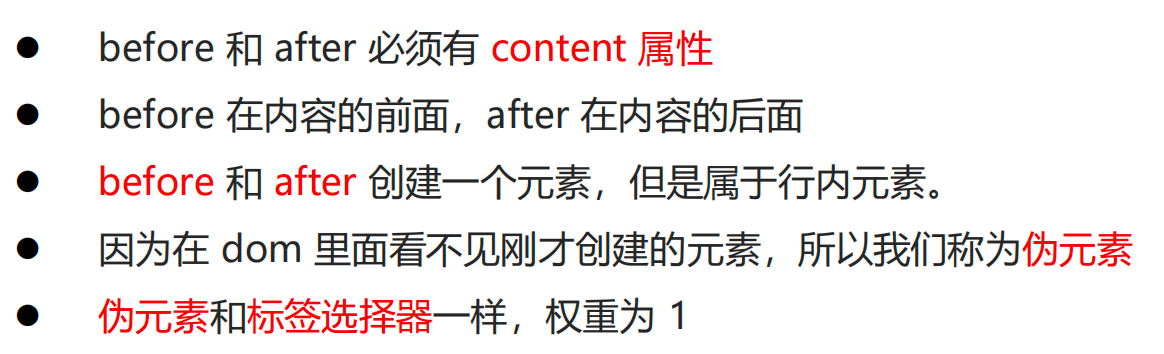 ● before 和 after 必须有 content 属性
● before 在内容的前面，after 在内容的后面
● before 和 after 创建一个元素，但是属于行内元素。
● 因为在 dom 里面看不见刚才创建的元素，所以我们称为伪元素
● 伪元素和标签选择器一样，权重为 1